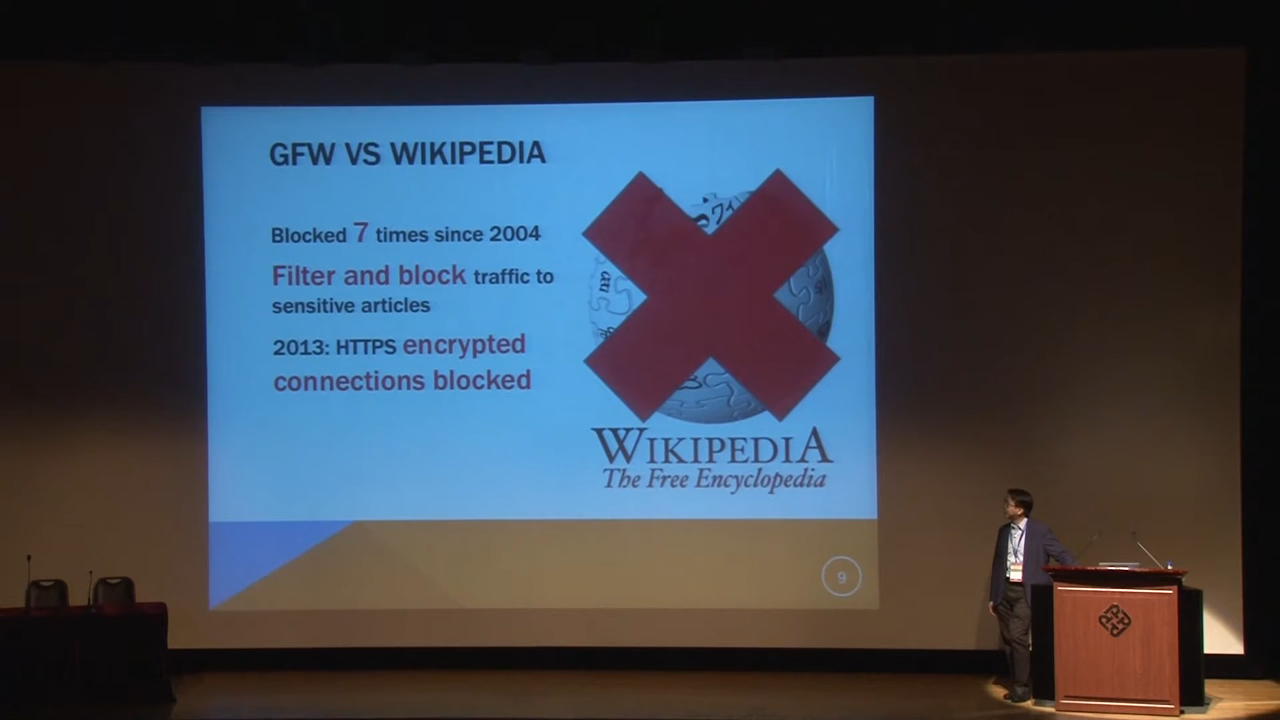 GFW VS WIKIPEDIA
Blocked 7 times since 2004
Filter and block traffic to
sensitive articles
2013: HTTPS encrypted
connections blocked
WIKIPEDIA
The Free Encyclopedia
9